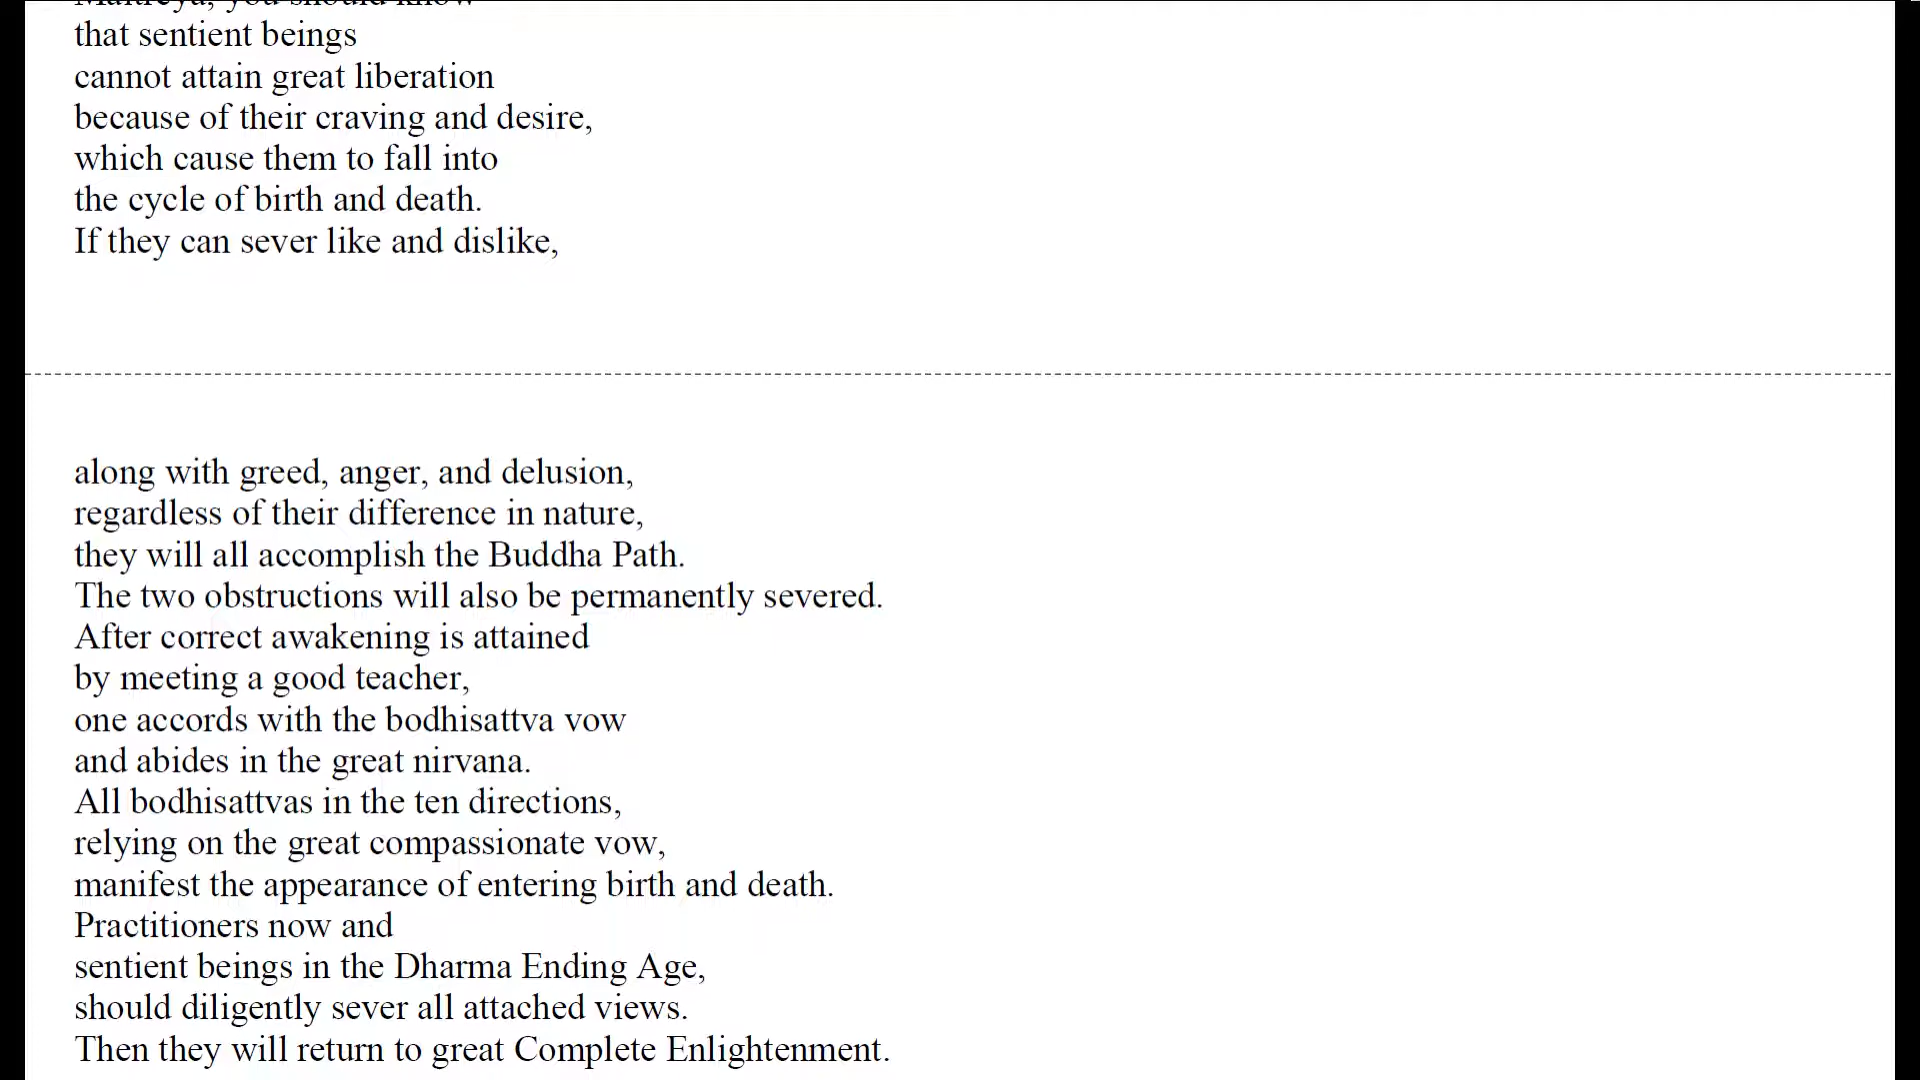 Maitreya, you should know
that sentient beings
cannot attain great liberation
because of their craving and desire,
which cause them to fall into
the cycle of birth and death.
If they can sever like and dislike,
along with greed, anger, and delusion,
regardless of their difference in nature,
they will all accomplish the Buddha Path.
The two obstructions will also be permanently severed.
After correct awakening is attained
by meeting a good teacher,
one accords with the bodhisattva vow
and abides in the great nirvana.
All bodhisattvas in the ten directions,
relying on the great compassionate vow,
manifest the appearance of entering birth and death.
Practitioners now and
sentient beings in the Dharma Ending Age,
should diligently sever all attached views.
Then they will return to great Complete Enlightenment.